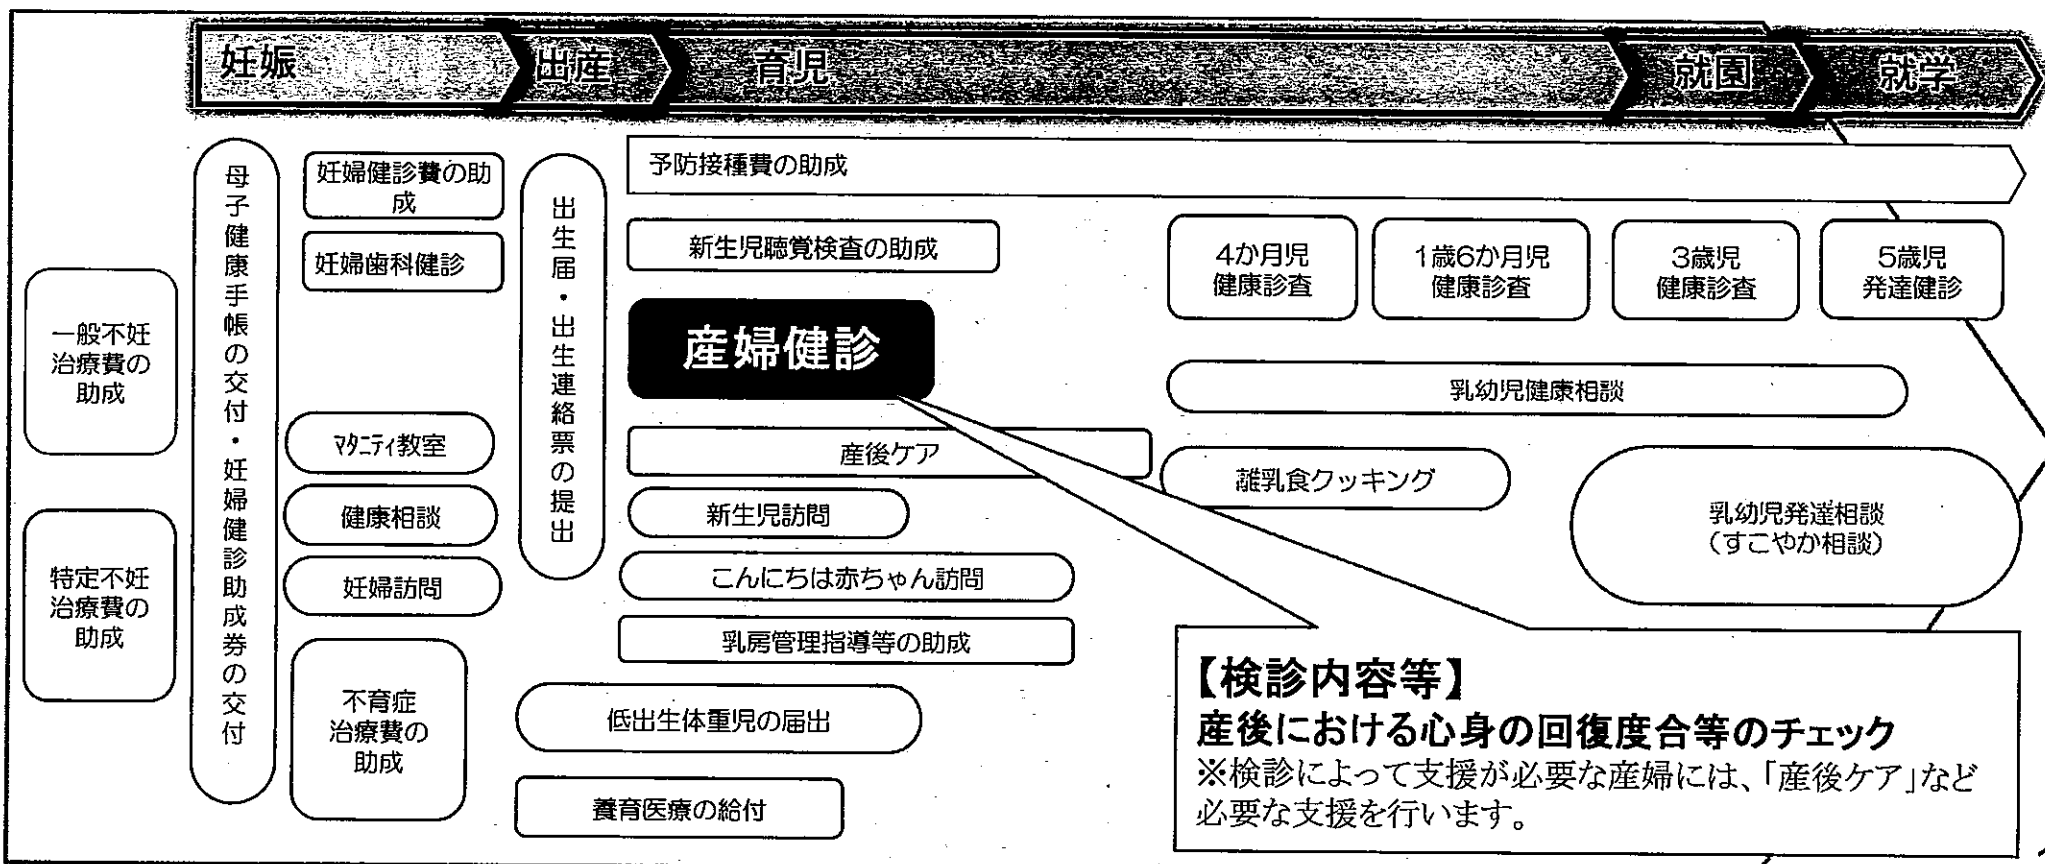 妊娠
出産
育児
就園
就学
一般不妊
治療費の
助成
特定不妊
治療費の
助成
母子健康手帳の交付・妊婦健診助成券の交付
妊婦健診費の助
成
妊婦歯科健診
マタニティ教室
健康相談
妊婦訪問
不育症
治療費の
助成
出生届・出生連絡票の提出
予防接種費の助成
新生児聴覚検査の助成
産婦健診
産後ケア
新生児訪問
こんにちは赤ちゃん訪問
乳房管理指導等の助成
低出生体重児の届出
養育医療の給付
4か月児
健康診査
1歳6か月児
健康診査
3歳児
健康診査
5歳児
発達健診
乳幼児健康相談
離乳食クッキング
乳幼児発達相談
（すこやか相談）
【検診内容等】
産後における心身の回復度合等のチェック
※検診によって支援が必要な産婦には、「産後ケア」など
必要な支援を行います。